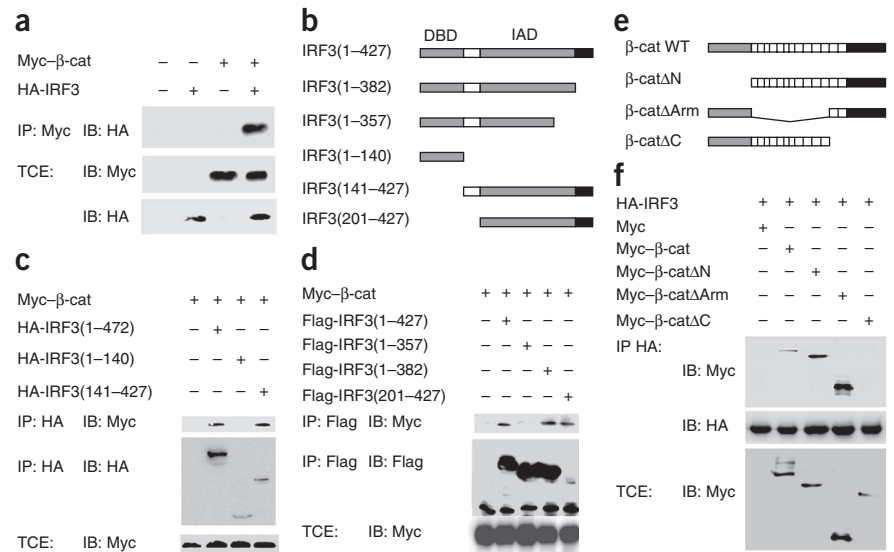 a
Myc–β-cat – – + +
HA-IRF3 – + – +
IP: Myc IB: HA
TCE: IB: Myc
IB: HA
b
DBD IAD
IRF3(1–427)
IRF3(1–382)
IRF3(1–357)
IRF3(1–140)
IRF3(141–427)
IRF3(201–427)
c
Myc–β-cat + + + +
HA-IRF3(1–472) – + – –
HA-IRF3(1–140) – – + –
HA-IRF3(141–427) – – – +
IP: HA IB: Myc
IP: HA IB: HA
TCE: IB: Myc
d
Myc–β-cat + + + + +
Flag-IRF3(1–427) – + – – –
Flag-IRF3(1–357) – – + – –
Flag-IRF3(1–382) – – – + –
Flag-IRF3(201–427) – – – – +
IP: Flag IB: Myc
IP: Flag IB: Flag
TCE: IB: Myc
e
β-cat WT
β-catΔN
β-catΔArm
β-catΔC
f
HA-IRF3 + + + + +
Myc + – – – –
Myc–β-cat – + – – –
Myc–β-catΔN – – + – –
Myc–β-catΔArm – – – + –
Myc–β-catΔC – – – – +
IP HA:
IB: Myc
IB: HA
TCE: IB: Myc